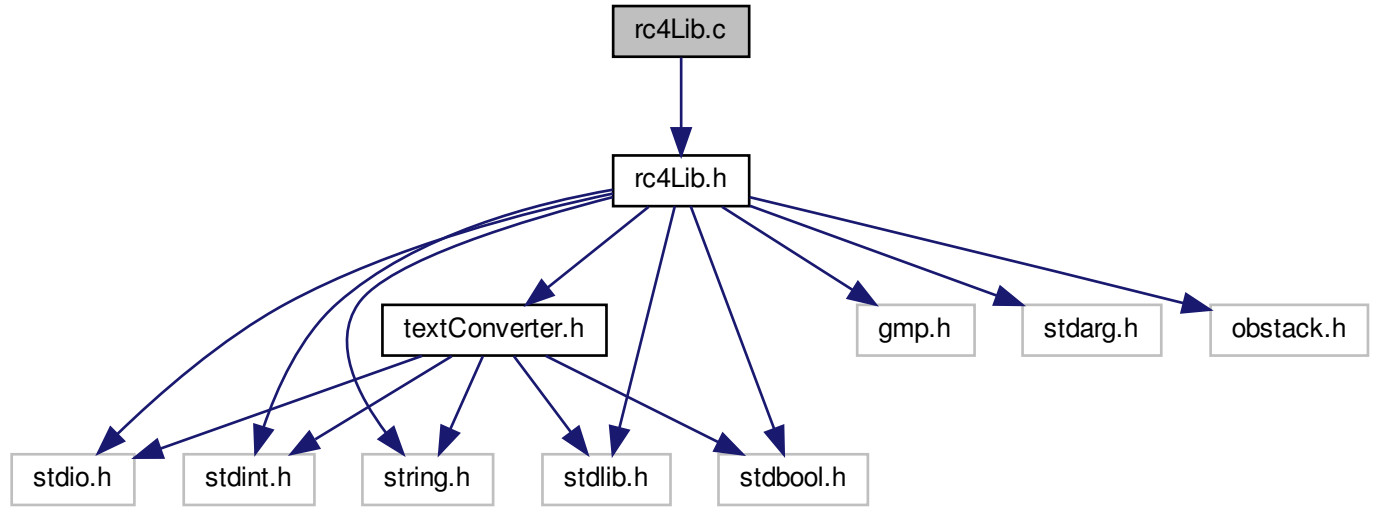 rc4Lib.c
rc4Lib.h
textConverter.h
gmp.h
stdarg.h
obstack.h
stdio.h
stdint.h
string.h
stdlib.h
stdbool.h